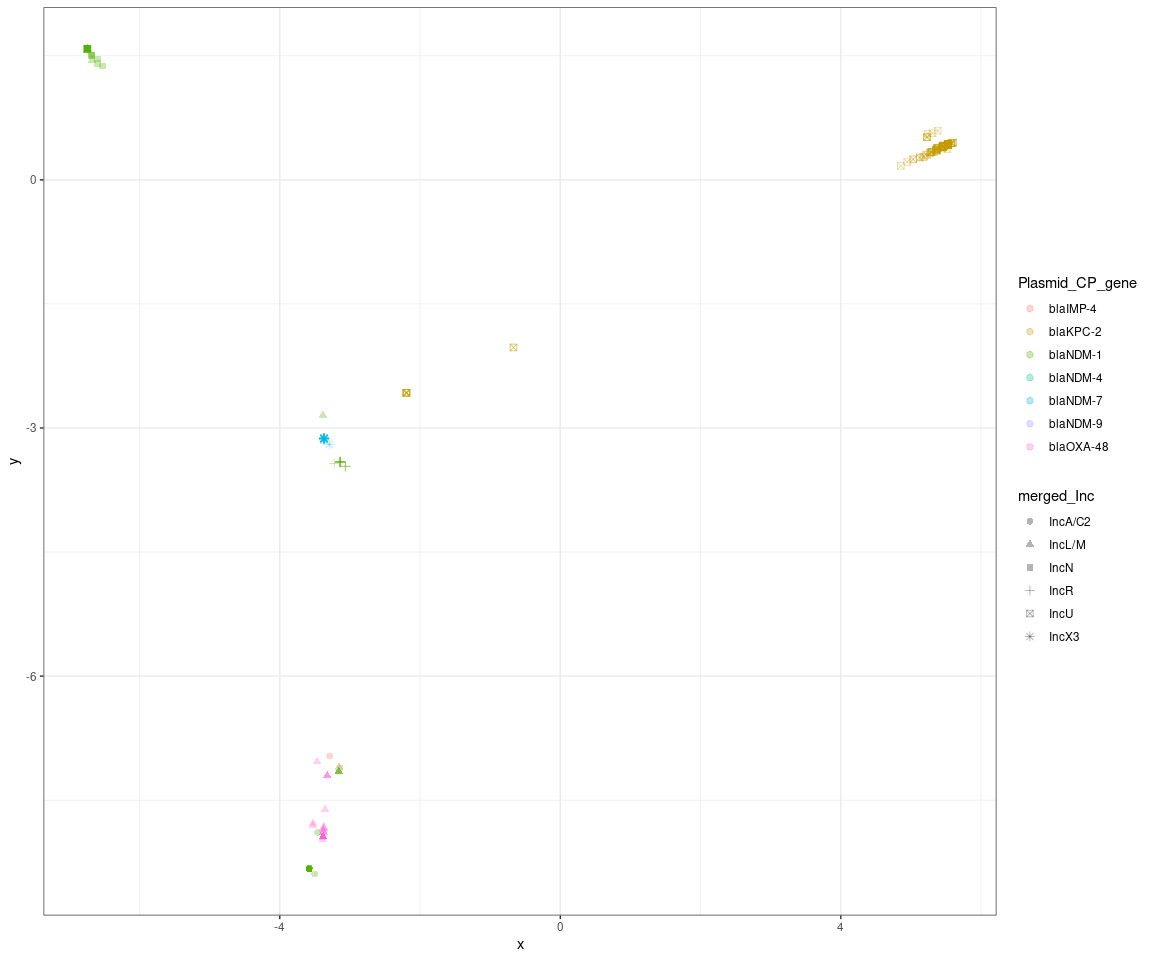 0
-3
-6
y
-4
0
4
x
Plasmid_CP_gene
blaIMP-4
blaKPC-2
blaNDM-1
blaNDM-4
blaNDM-7
blaNDM-9
blaOXA-48
merged_Inc
IncA/C2
IncL/M
IncN
IncR
IncU
IncX3